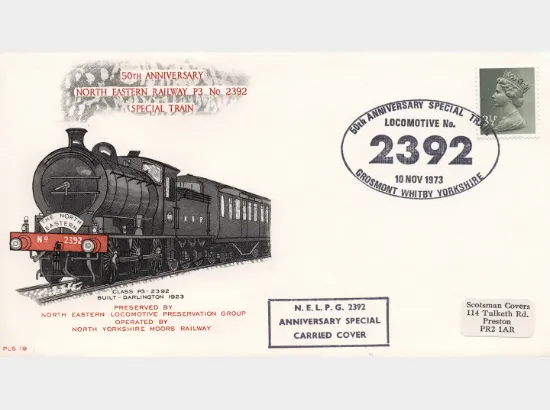 50TH ANNIVERSARY
NORTH EASTERN RAILWAY P3 No 2392
SPECIAL TRAIN
THE NORTH
EASTERN
No 2392
CLASS P3-2392
BUILT-DARLINGTON 1923
PRESERVED BY
NORTH EASTERN LOCOMOTIVE PRESERVATION GROUP
OPERATED BY
NORTH YORKSHIRE MOORS RAILWAY
PLS 19
50th ANNIVERSARY SPECIAL TRAIN
LOCOMOTIVE No.
2392
10 NOV 1973
GROSMONT WHITBY YORKSHIRE
N.E.L.P.G. 2392
ANNIVERSARY SPECIAL
CARRIED COVER
Scotsman Covers
114 Tulketh Rd.
Preston
PR2 1AR